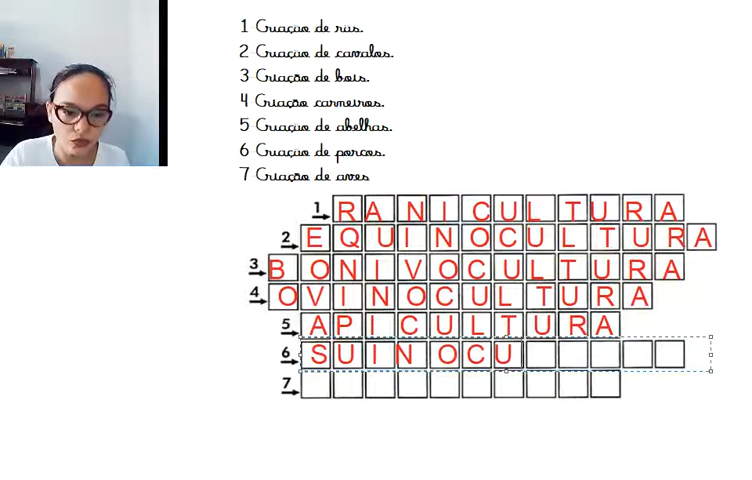 1 Criação de rãs.
2 Criação de cavalos.
3 Criação de bois.
4 Criação carneiros.
5 Criação de abelhas.
6 Criação de porcos.
7 Criação de aves
1 RANICULTURA
2 EQUINOCULTURA
3 BONIVOCULTURA
4 OVINOCULTURA
5 APICULTURA
6 SUINOCU
7